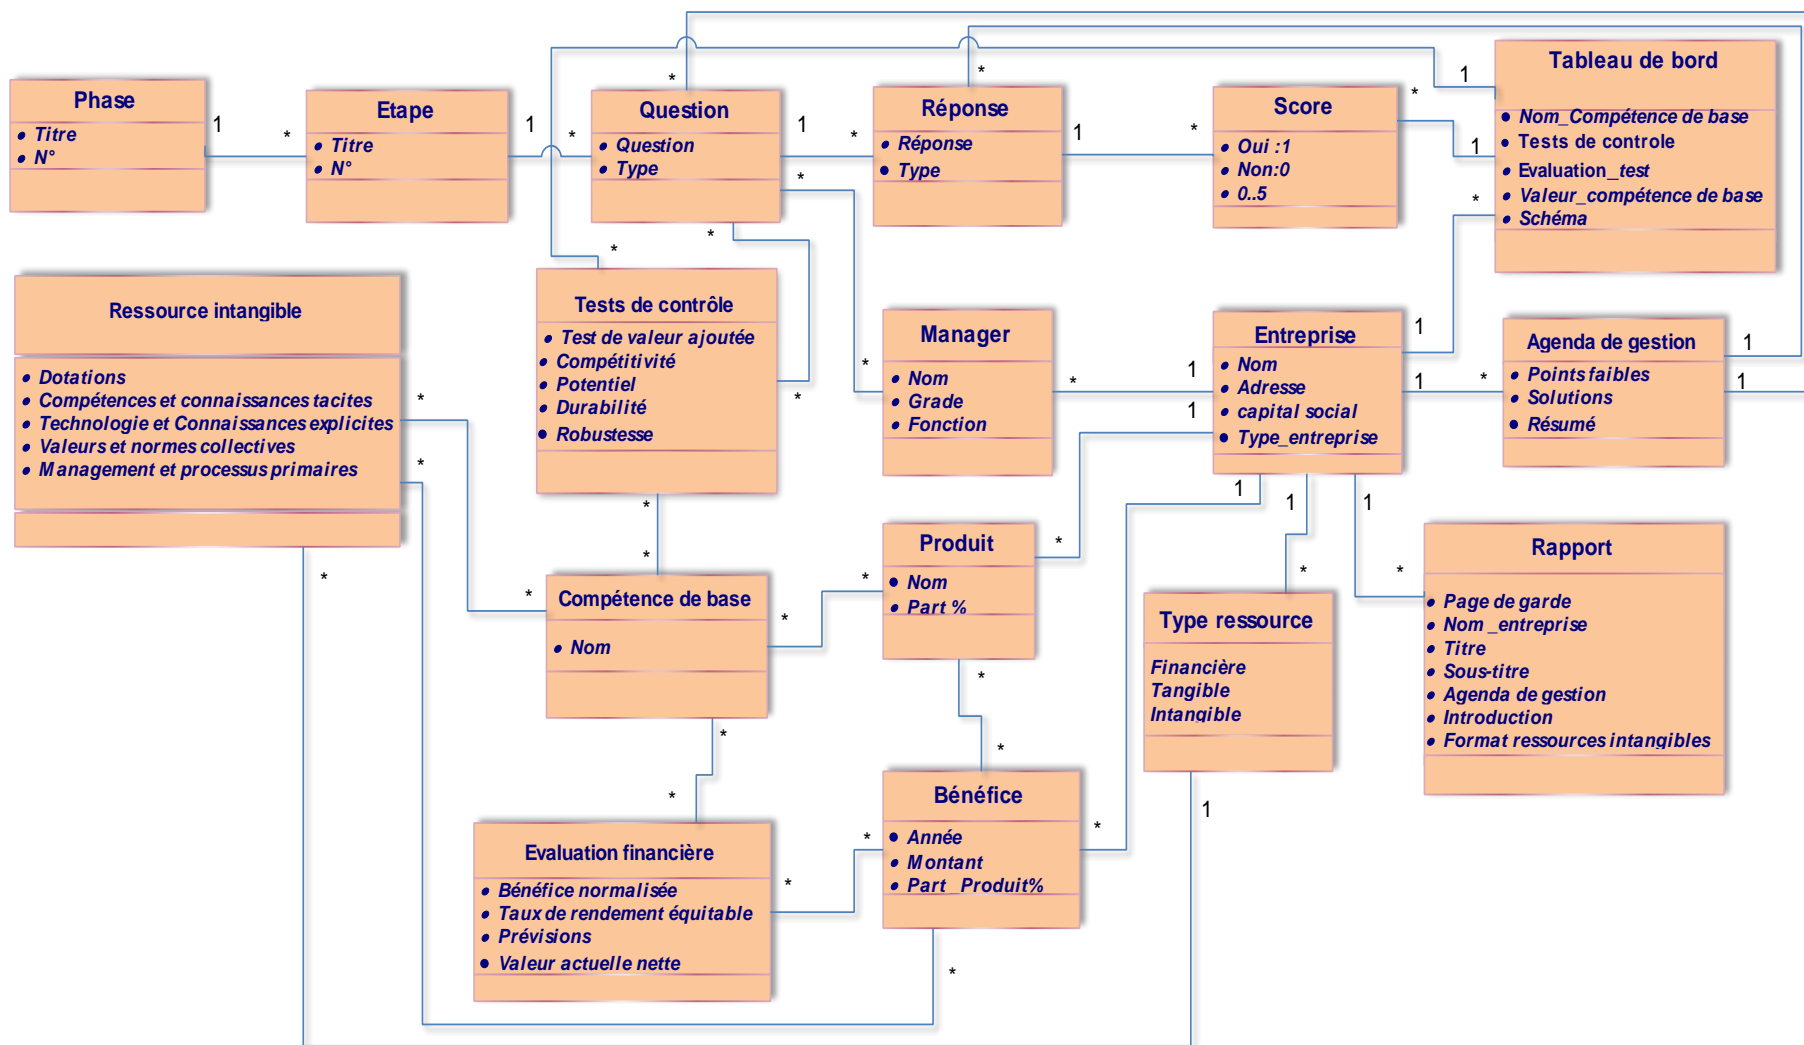 Phase
• Titre
• N°
1
*
Etape
• Titre
• N°
1
*
Question
• Question
• Type
*
1
*
*
*
Réponse
• Réponse
• Type
*
1
*
Score
• Oui :1
• Non:0
• 0..5
*
1
1
*
Tableau de bord
• Nom_Compétence de base
• Tests de controle
• Evaluation_test
• Valeur_compétence de base
• Schéma
Ressource intangible
• Dotations
• Compétences et connaissances tacites
• Technologie et Connaissances explicites
• Valeurs et normes collectives
• Management et processus primaires
*
*
*
*
Tests de contrôle
• Test de valeur ajoutée
• Compétitivité
• Potentiel
• Durabilité
• Robustesse
*
*
*
Manager
• Nom
• Grade
• Fonction
*
*
1
1
Entreprise
• Nom
• Adresse
• capital social
• Type_entreprise
1
1
*
1
1
1
Agenda de gestion
• Points faibles
• Solutions
• Résumé
1
1
*
Compétence de base
• Nom
*
*
*
Produit
• Nom
• Part %
*
*
*
Type ressource
Financière
Tangible
Intangible
*
1
Rapport
• Page de garde
• Nom_entreprise
• Titre
• Sous-titre
• Agenda de gestion
• Introduction
• Format ressources intangibles
*
Evaluation financière
• Bénéfice normalisée
• Taux de rendement équitable
• Prévisions
• Valeur actuelle nette
*
*
Bénéfice
• Année
• Montant
• Part_Produit%
*
*
*
*